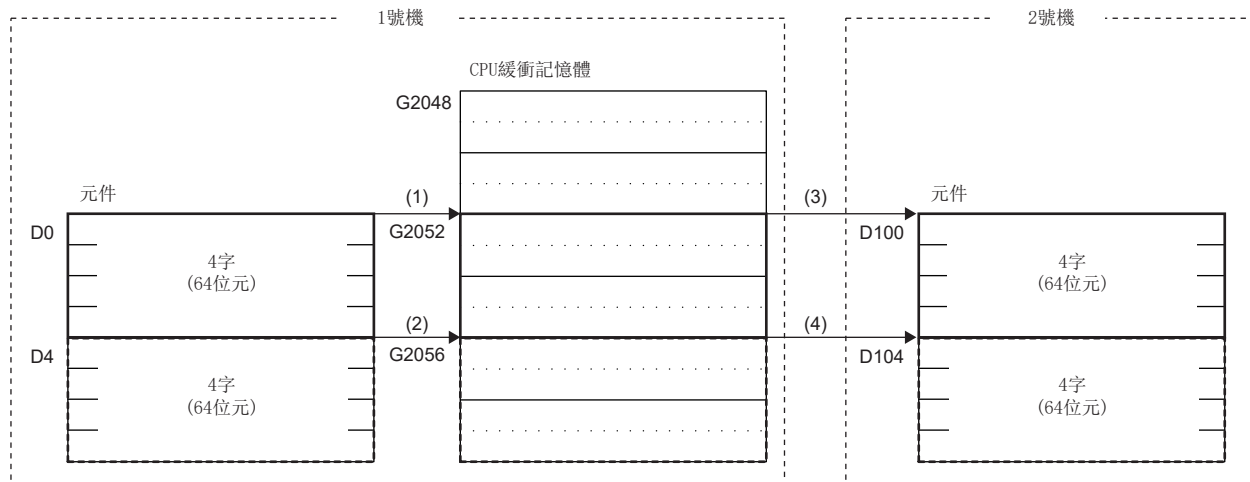 1號機
2號機
CPU緩衝記憶體
G2048
元件
(1)
(3)
元件
D0
G2052
D100
4字
(64位元)
4字
(64位元)
(2)
(4)
D4
G2056
D104
4字
(64位元)
4字
(64位元)